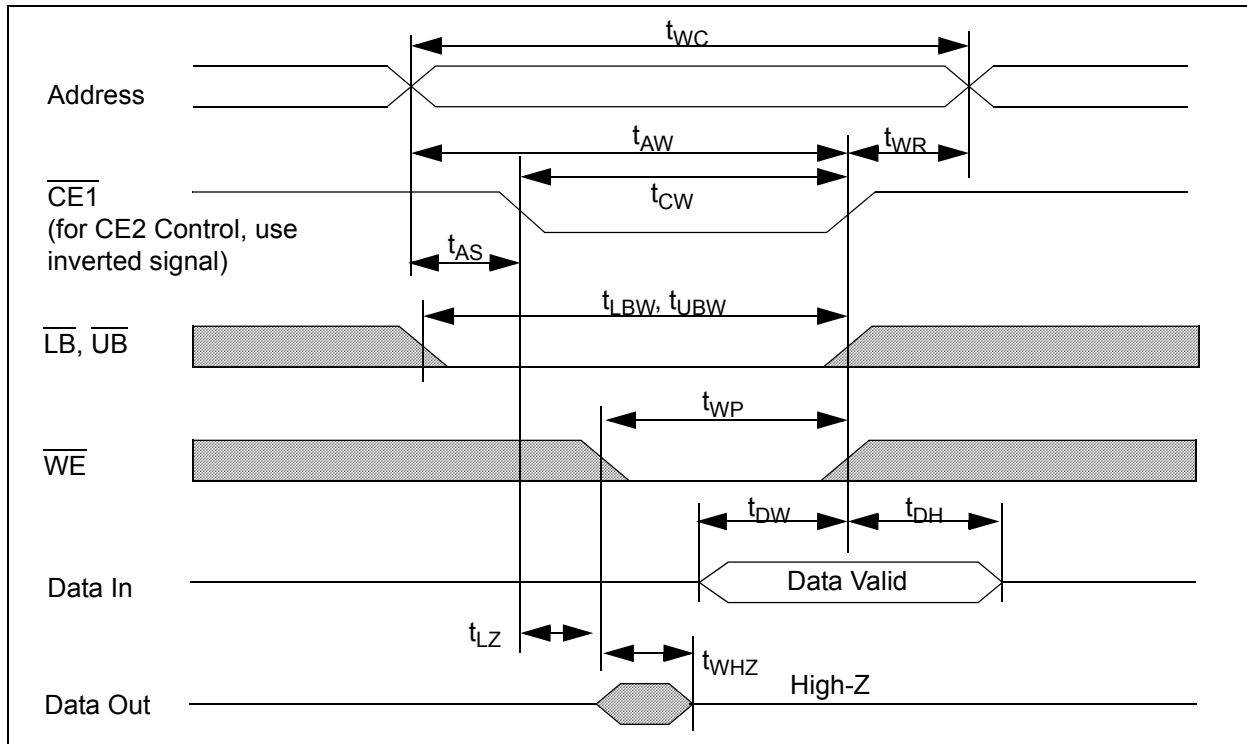 tWC
Address
tAW
tWR
CE1
(for CE2 Control, use
inverted signal)
tCW
tAS
tLBW, tUBW
LB, UB
tWP
WE
tDW
tDH
Data In
Data Valid
tLZ
tWHZ
High-Z
Data Out